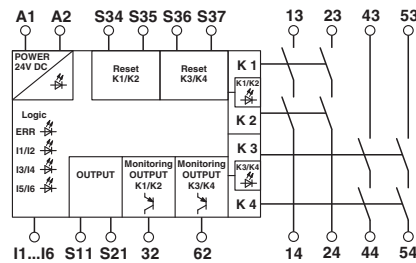 A1 A2 S34 S35 S36 S37 13 23 43 53
POWER
24V DC
Reset
K1/K2
Reset
K3/K4
K 1
K1/K2
K 2
Logic
ERR
I1/I2
I3/I4
I5/I6
K 3
K3/K4
K 4
OUTPUT
Monitoring
OUTPUT
K1/K2
Monitoring
OUTPUT
K3/K4
I1...I6 S11 S21 32 62 14 24 44 54